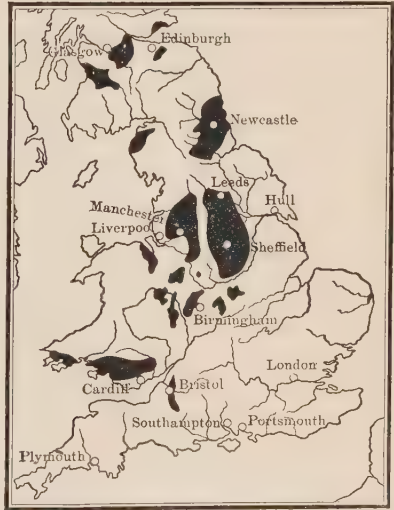 Edinburgh
Glasgow
Newcastle
Leeds
Hull
Manchester
Liverpool
Sheffield
Birmingham
London
Cardiff
Bristol
Southampton
Portsmouth
Plymouth